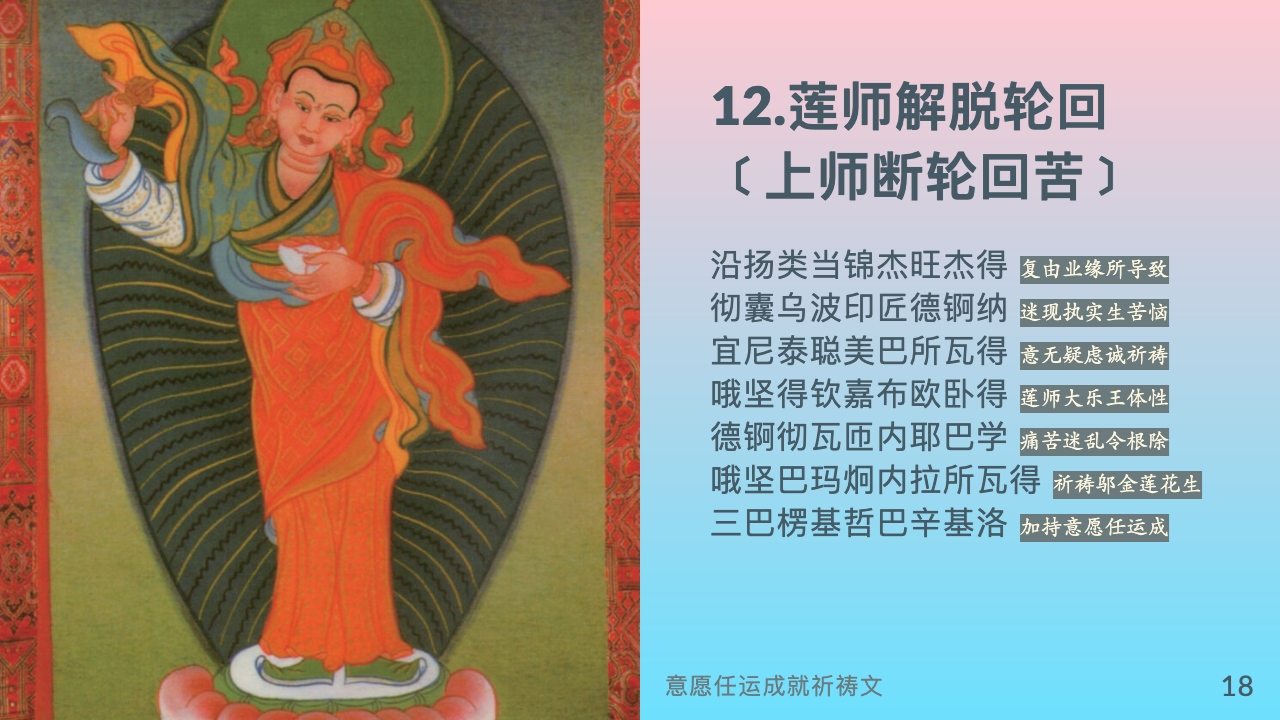 12.莲师解脱轮回
﹝上师断轮回苦﹞
沿扬类当锦杰旺杰得 复由业缘所导致
彻囊乌波印匠德锕纳 迷现执实生苦恼
宜尼泰聪美巴所瓦得 意无疑虑诚祈祷
哦坚得钦嘉布欧卧得 莲师大乐王体性
德锕彻瓦匝内耶巴学 痛苦迷乱令根除
哦坚巴玛炯内拉所瓦得 祈祷邬金莲花生
三巴楞基哲巴辛基洛 加持意愿任运成
意愿任运成就祈祷文
18